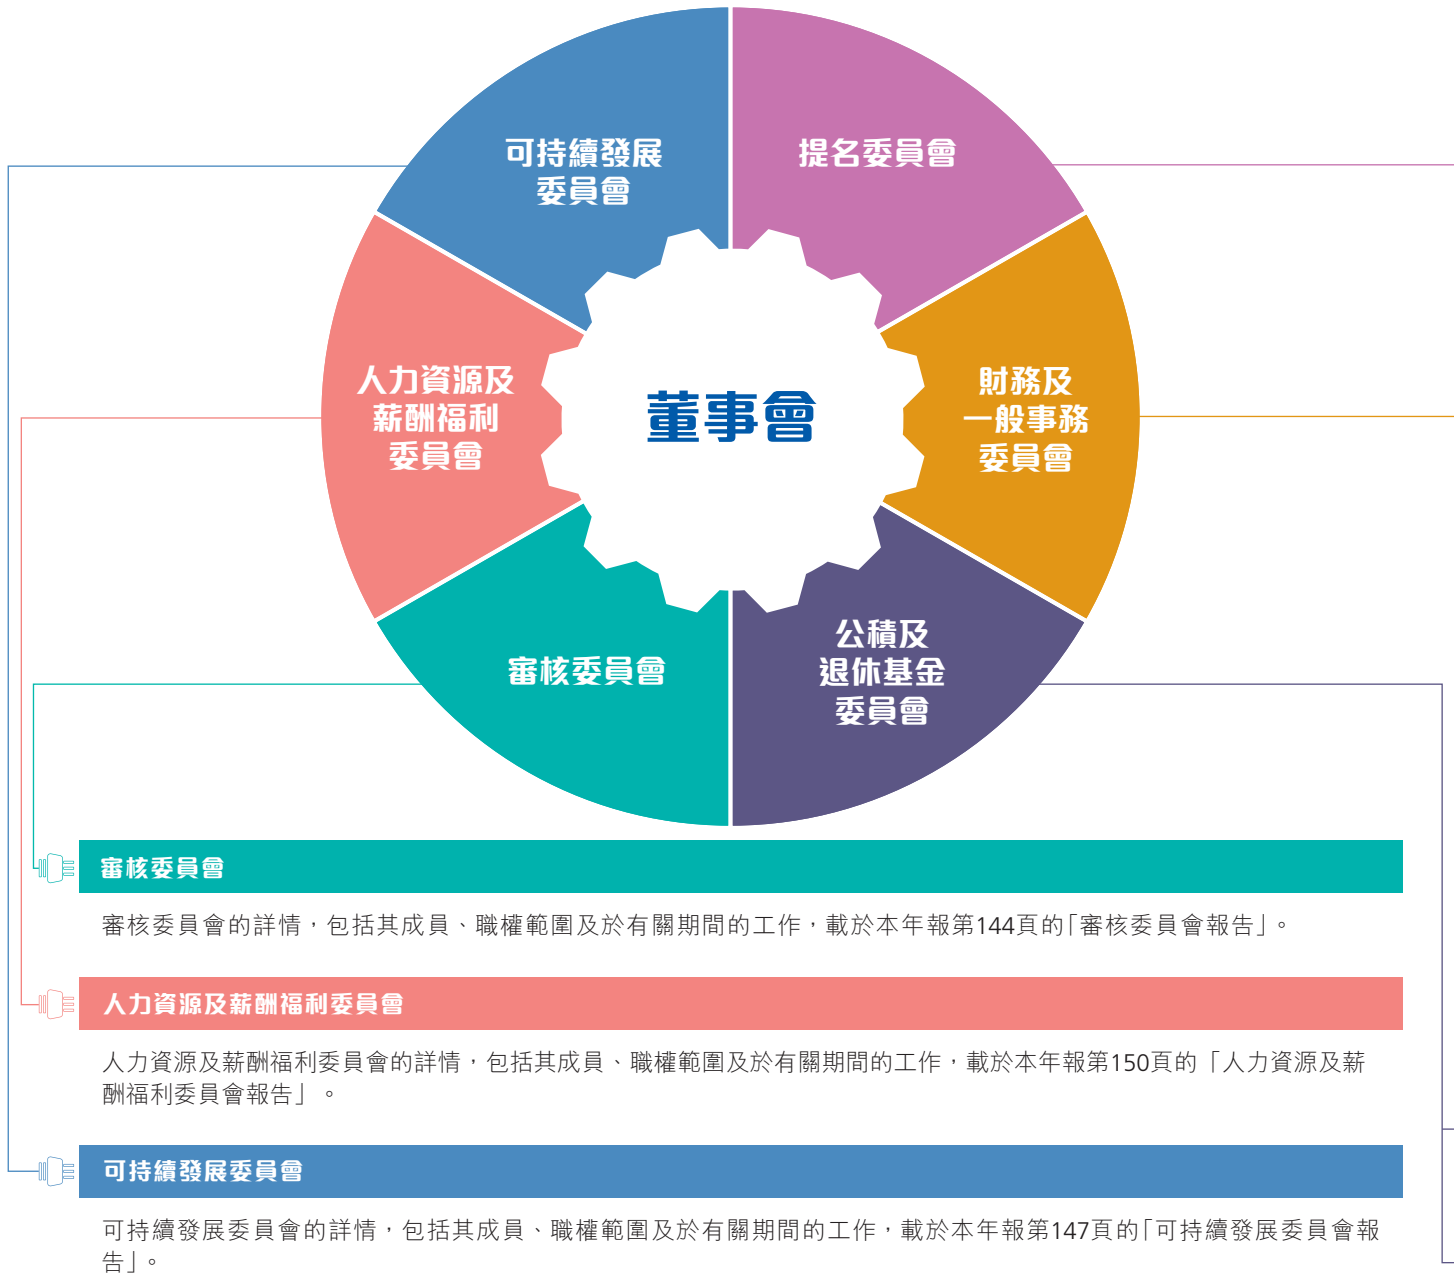 可持續發展
委員會
提名委員會
人力資源及
薪酬福利
委員會
董事會
財務及
一般事務
委員會
審核委員會
公積及
退休基金
委員會
審核委員會
審核委員會的詳情，包括其成員、職權範圍及於有關期間的工作，載於本年報第144頁的「審核委員會報告」。
人力資源及薪酬福利委員會
人力資源及薪酬福利委員會的詳情，包括其成員、職權範圍及於有關期間的工作，載於本年報第150頁的「人力資源及薪
酬福利委員會報告」。
可持續發展委員會
可持續發展委員會的詳情，包括其成員、職權範圍及於有關期間的工作，載於本年報第147頁的「可持續發展委員會報
告」。